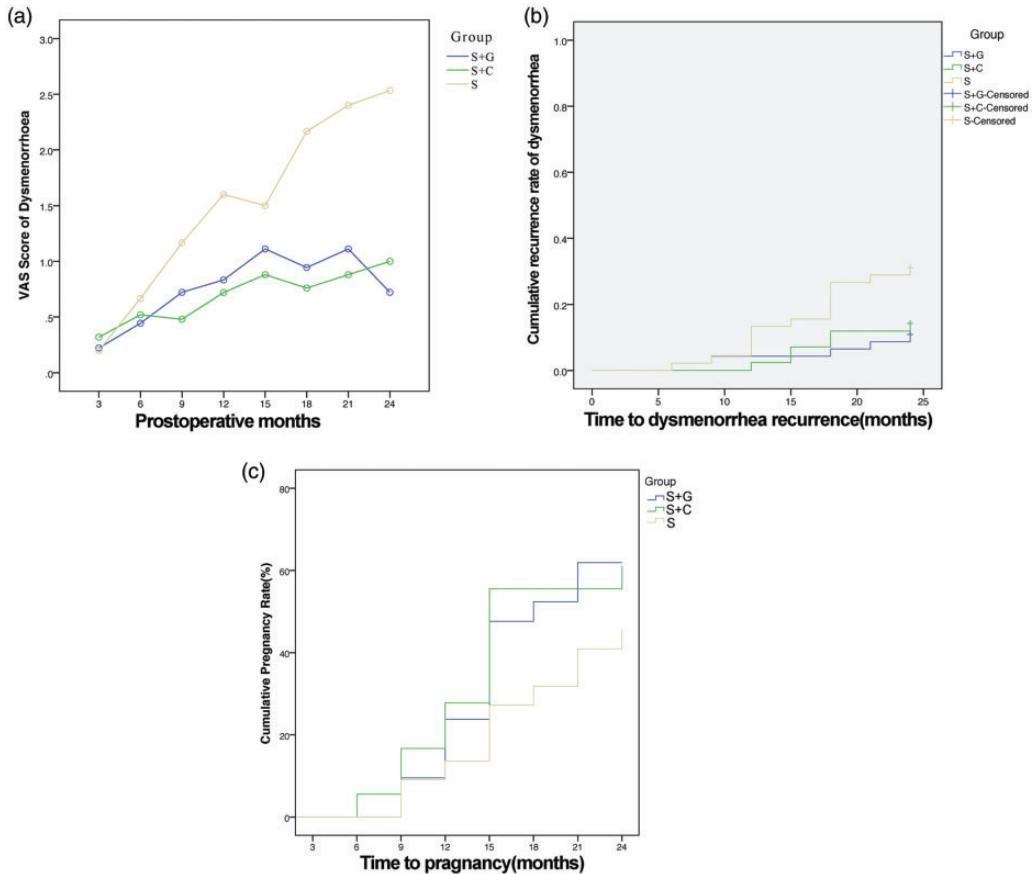 (a)
VAS Score of Dysmenorrhoea
3.0
2.5
2.0
1.5
1.0
.5
.0
3 6 9 12 15 18 21 24
Prostoperative months
Group
S+G
S+C
S
(b)
Cumulative recurrence rate of dysmenorrhea
1.0
0.8
0.6
0.4
0.2
0.0
0 5 10 15 20 25
Time to dysmenorrhea recurrence(months)
Group
S+G
S+C
S
S+G-Censored
S+C-Censored
S-Censored
(c)
Cumulative Pregnancy Rate(%)
80
60
40
20
0
3 6 9 12 15 18 21 24
Time to pragnancy(months)
Group
S+G
S+C
S